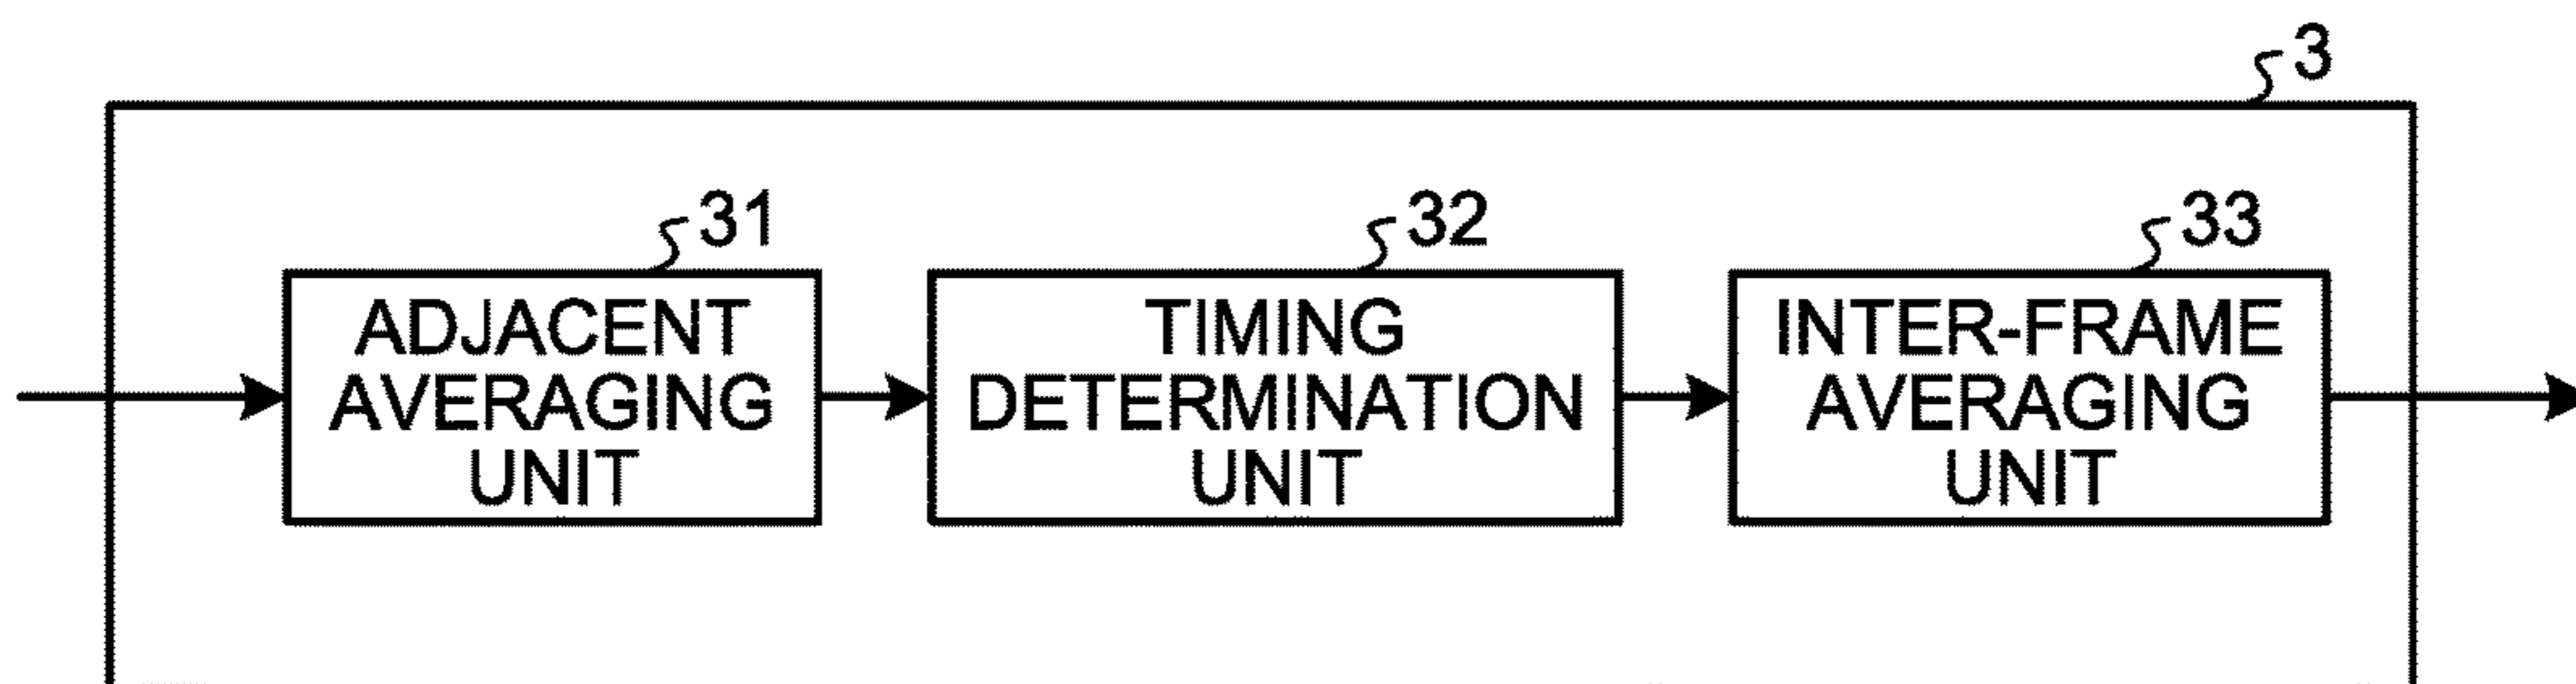 3
31
32
33
ADJACENT
AVERAGING
UNIT
TIMING
DETERMINATION
UNIT
INTER-FRAME
AVERAGING
UNIT